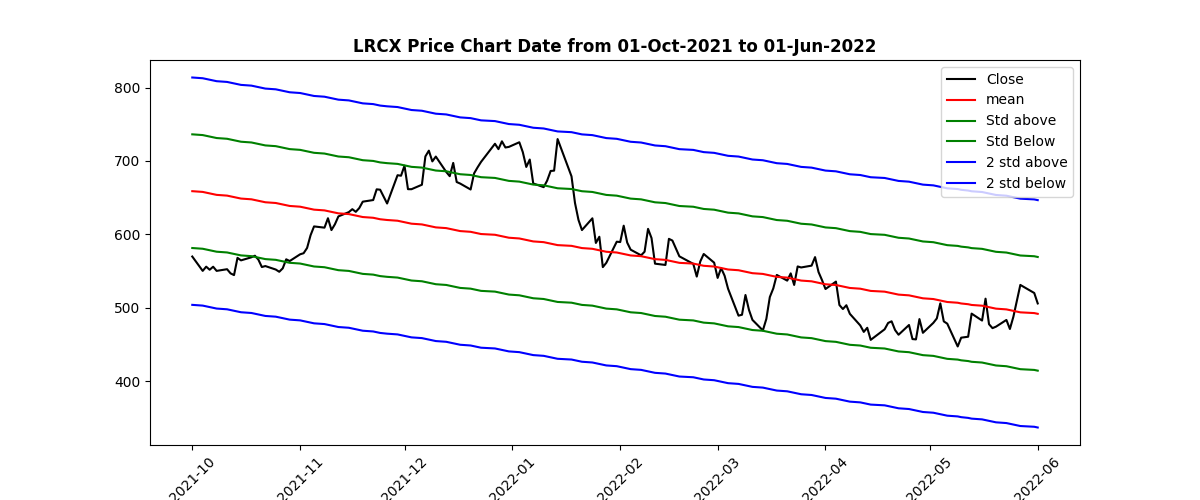 LRCX Price Chart Date from 01-Oct-2021 to 01-Jun-2022
800
700
600
500
400
Close
mean
Std above
Std Below
2 std above
2 std below
2021-10
2021-11
2021-12
2022-01
2022-02
2022-03
2022-04
2022-05
2022-06